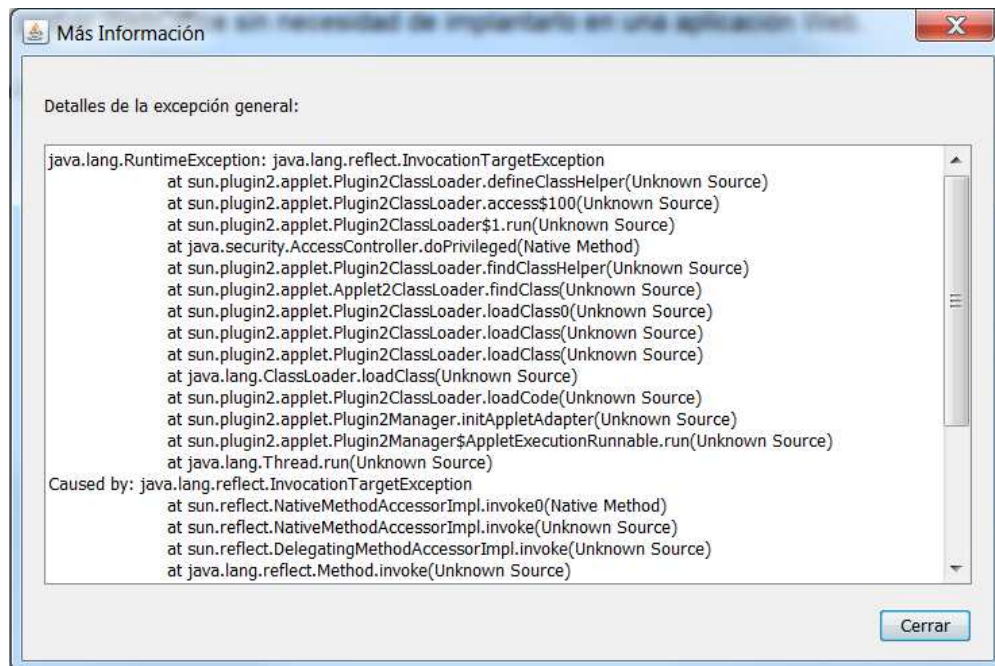 sin necesidad de implantarlo en una aplicación Web.
Más Información
Detalles de la excepción general:
java.lang.RuntimeException: java.lang.reflect.InvocationTargetException
at sun.plugin2.applet.Plugin2ClassLoader.defineClassHelper(Unknown Source)
at sun.plugin2.applet.Plugin2ClassLoader.access$100(Unknown Source)
at sun.plugin2.applet.Plugin2ClassLoader$1.run(Unknown Source)
at java.security.AccessController.doPrivileged(Native Method)
at sun.plugin2.applet.Plugin2ClassLoader.findClassHelper(Unknown Source)
at sun.plugin2.applet.Applet2ClassLoader.findClass(Unknown Source)
at sun.plugin2.applet.Plugin2ClassLoader.loadClass0(Unknown Source)
at sun.plugin2.applet.Plugin2ClassLoader.loadClass(Unknown Source)
at sun.plugin2.applet.Plugin2ClassLoader.loadClass(Unknown Source)
at java.lang.ClassLoader.loadClass(Unknown Source)
at sun.plugin2.applet.Plugin2ClassLoader.loadCode(Unknown Source)
at sun.plugin2.applet.Plugin2Manager.initAppletAdapter(Unknown Source)
at sun.plugin2.applet.Plugin2Manager$AppletExecutionRunnable.run(Unknown Source)
at java.lang.Thread.run(Unknown Source)
Caused by: java.lang.reflect.InvocationTargetException
at sun.reflect.NativeMethodAccessorImpl.invoke0(Native Method)
at sun.reflect.NativeMethodAccessorImpl.invoke(Unknown Source)
at sun.reflect.DelegatingMethodAccessorImpl.invoke(Unknown Source)
at java.lang.reflect.Method.invoke(Unknown Source)
Cerrar